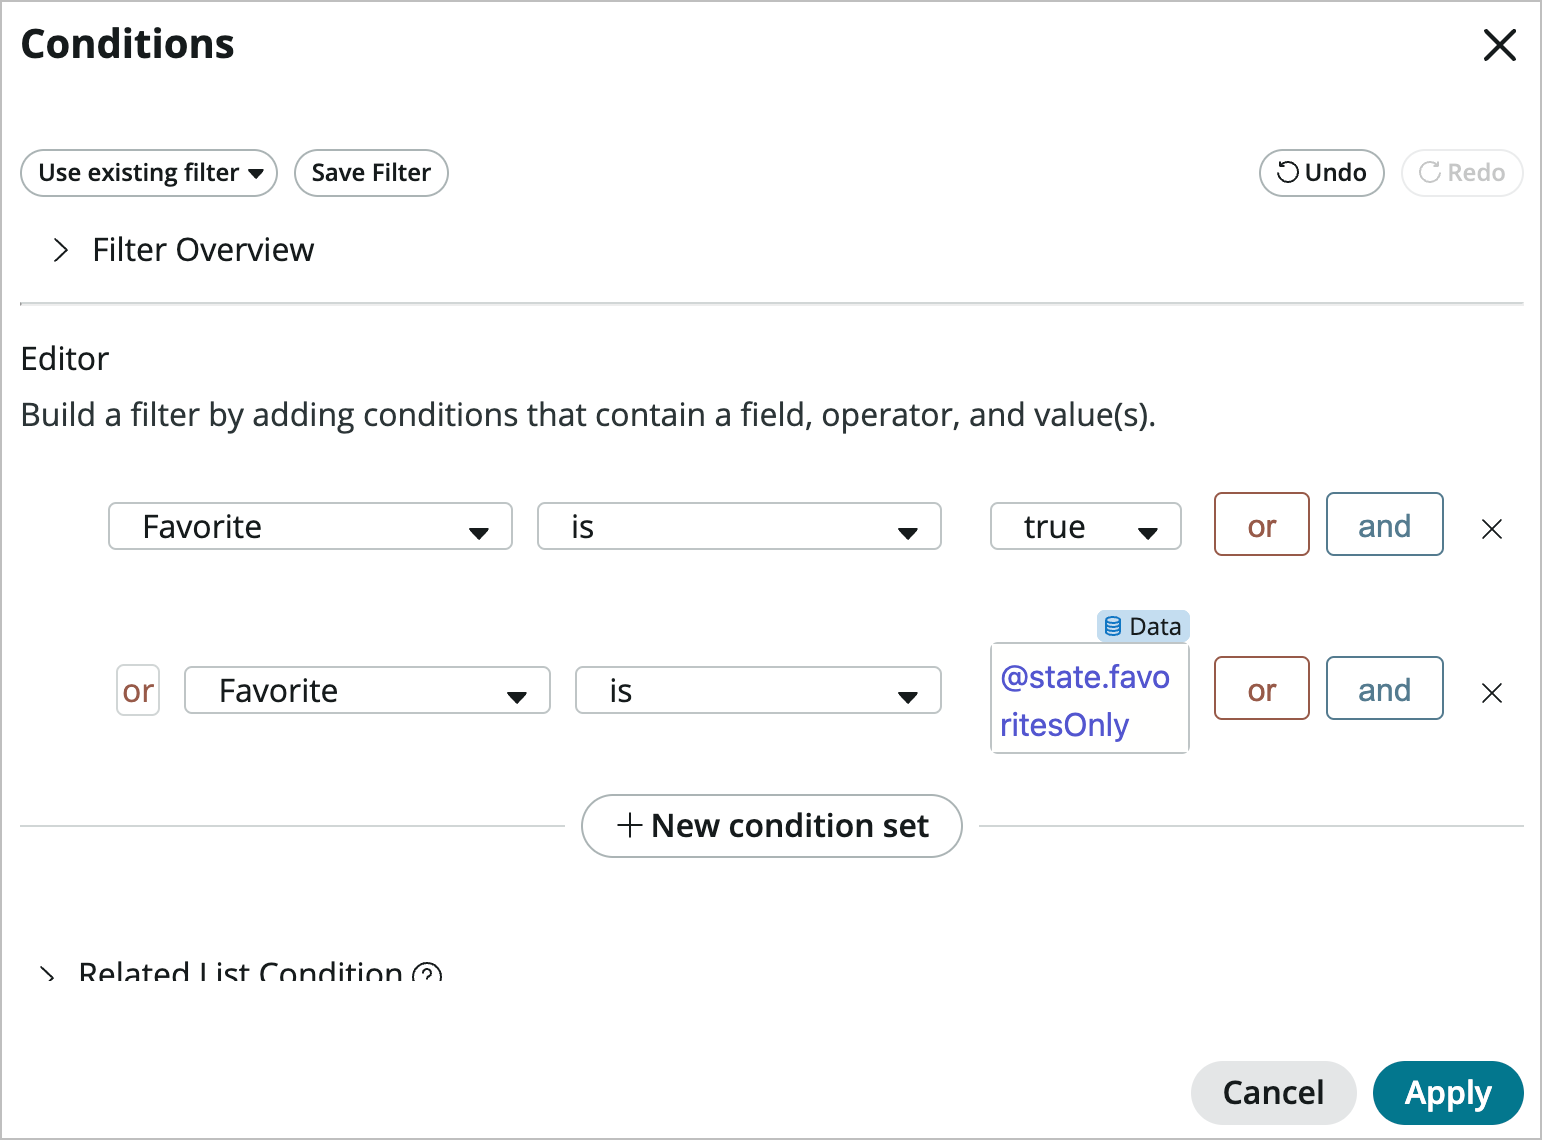 Conditions
Use existing filter
Save Filter
Undo
Redo
Filter Overview
Editor
Build a filter by adding conditions that contain a field, operator, and value(s).
Favorite
is
true
or
and
Data
or
Favorite
is
@state.favo
ritesOnly
or
and
New condition set
Related List Condition
Cancel
Apply